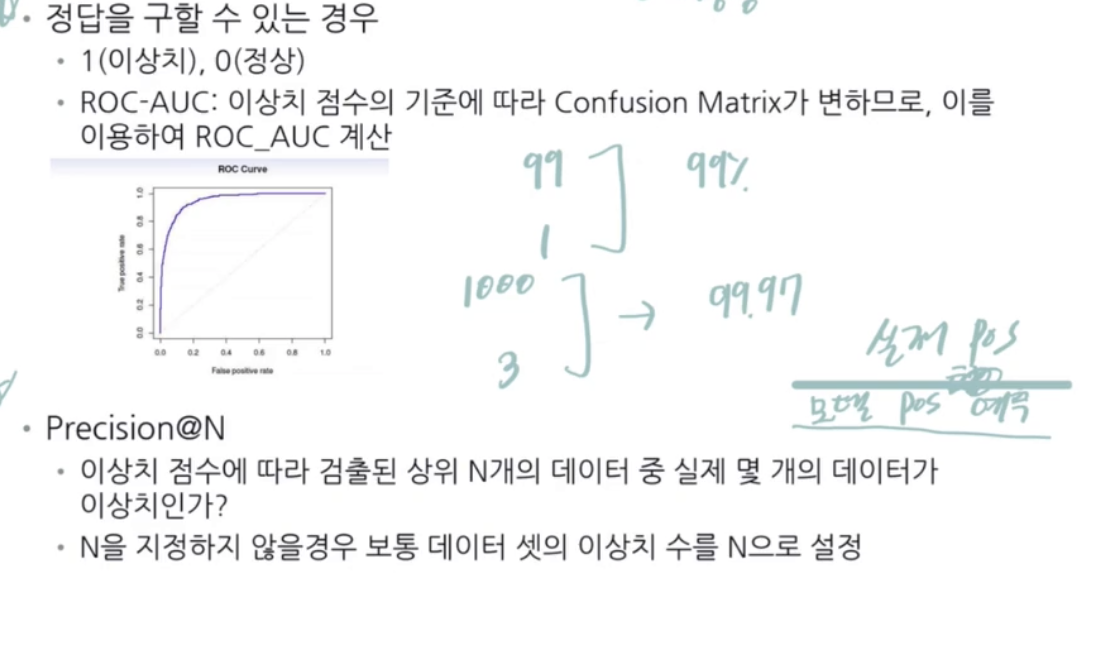 정답을 구할 수 있는 경우
1(이상치), 0(정상)
ROC-AUC: 이상치 점수의 기준에 따라 Confusion Matrix가 변하므로, 이를
이용하여 ROC_AUC 계산
ROC Curve
True positive rate
1.0
0.8
0.6
0.4
0.2
0.0
0.0 0.2 0.4 0.6 0.8 1.0
False positive rate
99
1
99%
1000
3
→ 99.97
실제 pos
모델 pos 예측
Precision@N
이상치 점수에 따라 검출된 상위 N개의 데이터 중 실제 몇 개의 데이터가
이상치인가?
N을 지정하지 않을경우 보통 데이터 셋의 이상치 수를 N으로 설정